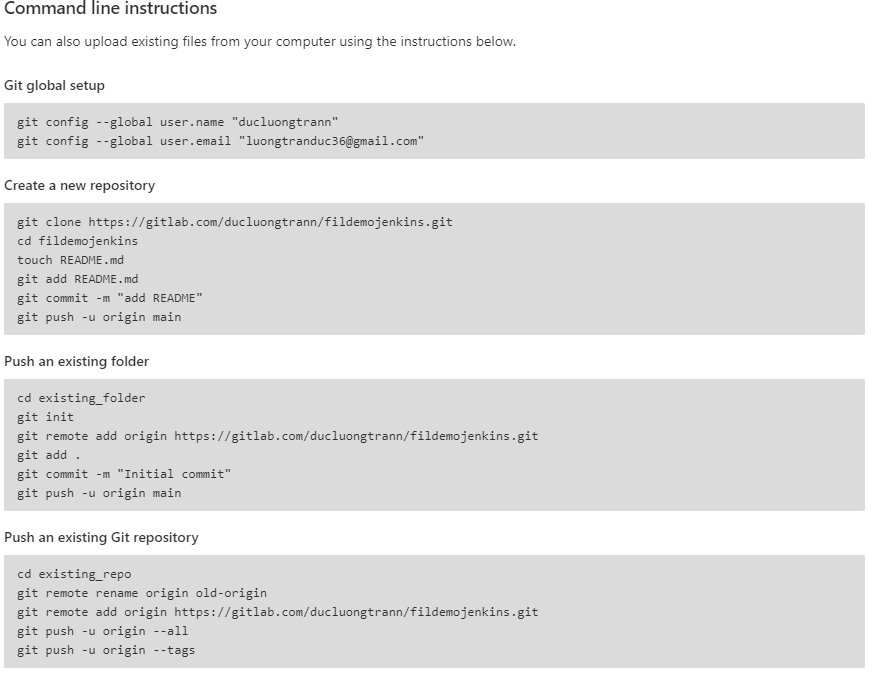 Command line instructions
You can also upload existing files from your computer using the instructions below.
Git global setup
git config --global user.name "ducluongtrann"
git config --global user.email "luongtranduc36@gmail.com"
Create a new repository
git clone https://gitlab.com/ducluongtrann/fildemojenkins.git
cd fildemojenkins
touch README.md
git add README.md
git commit -m "add README"
git push -u origin main
Push an existing folder
cd existing_folder
git init
git remote add origin https://gitlab.com/ducluongtrann/fildemojenkins.git
git add .
git commit -m "Initial commit"
git push -u origin main
Push an existing Git repository
cd existing_repo
git remote rename origin old-origin
git remote add origin https://gitlab.com/ducluongtrann/fildemojenkins.git
git push -u origin --all
git push -u origin --tags